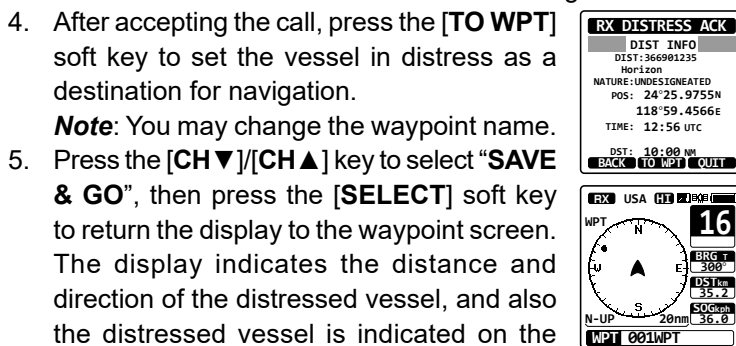 4. After accepting the call, press the [TO WPT]
soft key to set the vessel in distress as a
destination for navigation.
Note: You may change the waypoint name.
5. Press the [CH▼]/[CH▲] key to select “SAVE
& GO”, then press the [SELECT] soft key
to return the display to the waypoint screen.
The display indicates the distance and
direction of the distressed vessel, and also
the distressed vessel is indicated on the
RX DISTRESS ACK
DIST INFO
DIST:366901235
Horizon
NATURE:UNDESIGNEATED
POS: 24°25.9755N
118°59.4566E
TIME: 12:56 UTC
DST: 10:00 NM
BACK TO WPT QUIT
RX USA HI
WPT 16
N
BRG T
300°
W E
DSTkm
35.2
S
SOGkph
N-UP 20nm 36.0
WPT 001WPT